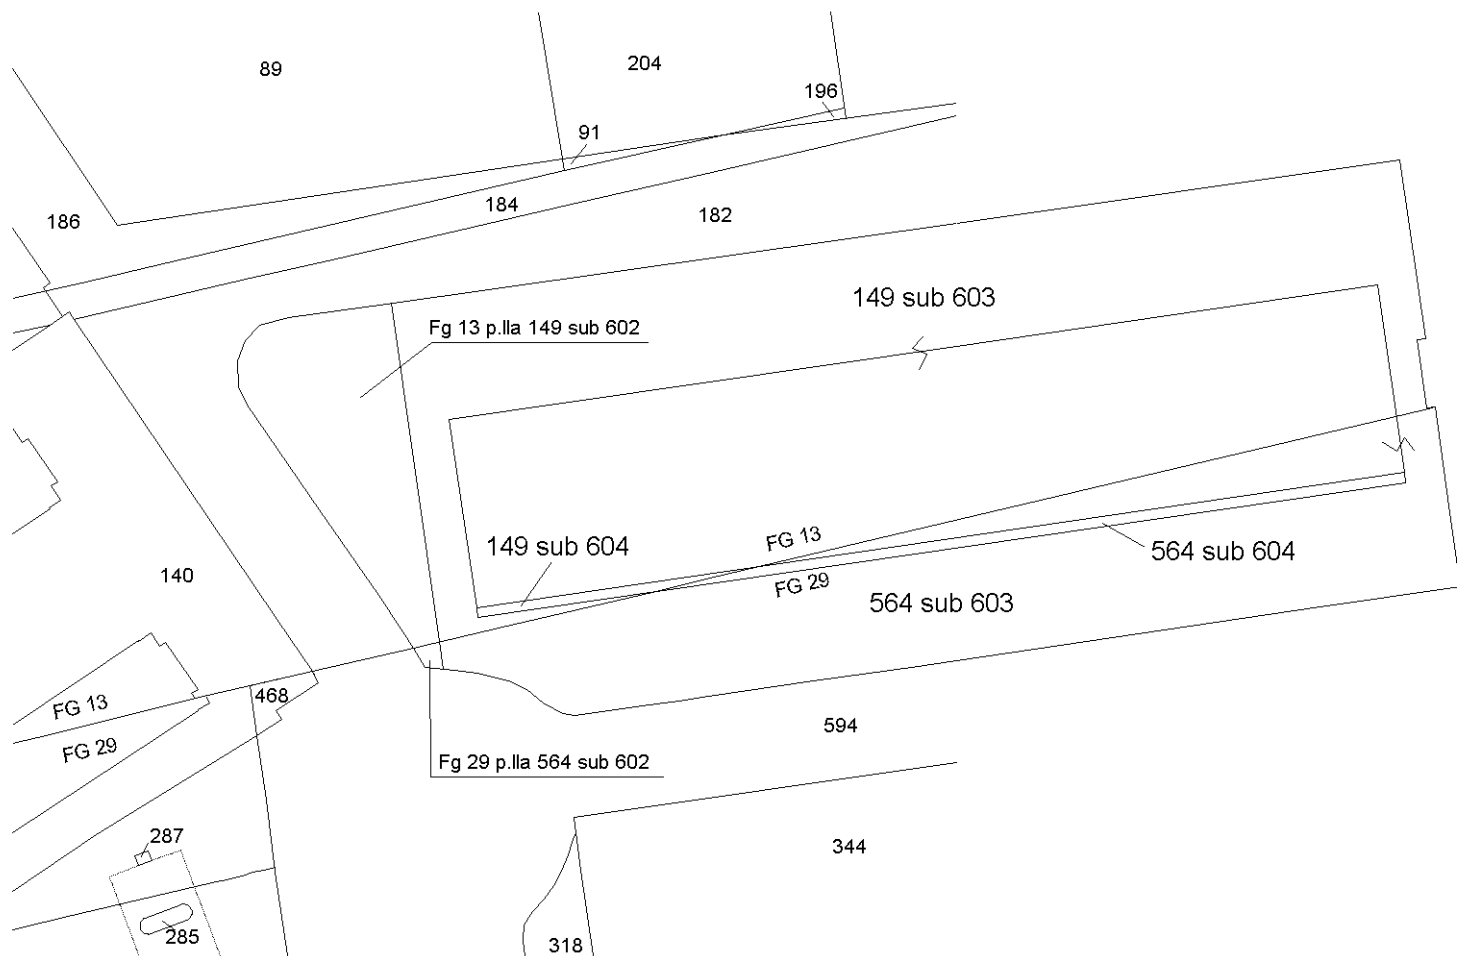 89
204
196
91
184
182
186
149 sub 603
Fg 13 p.lla 149 sub 602
FG 13
149 sub 604
564 sub 604
140
FG 29
564 sub 603
468
FG 13
594
FG 29
Fg 29 p.lla 564 sub 602
287
344
285
318